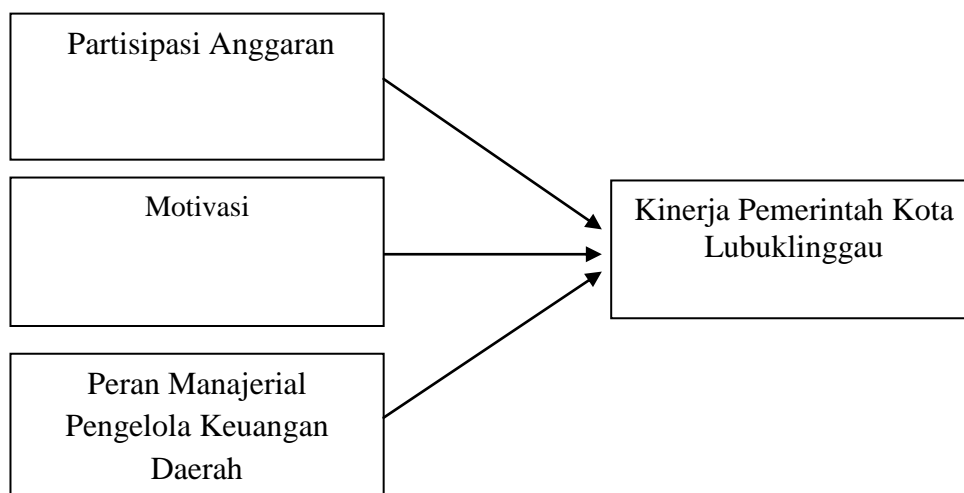 Partisipasi Anggaran
Motivasi
Peran Manajerial
Pengelola Keuangan
Daerah
Kinerja Pemerintah Kota
Lubuklinggau